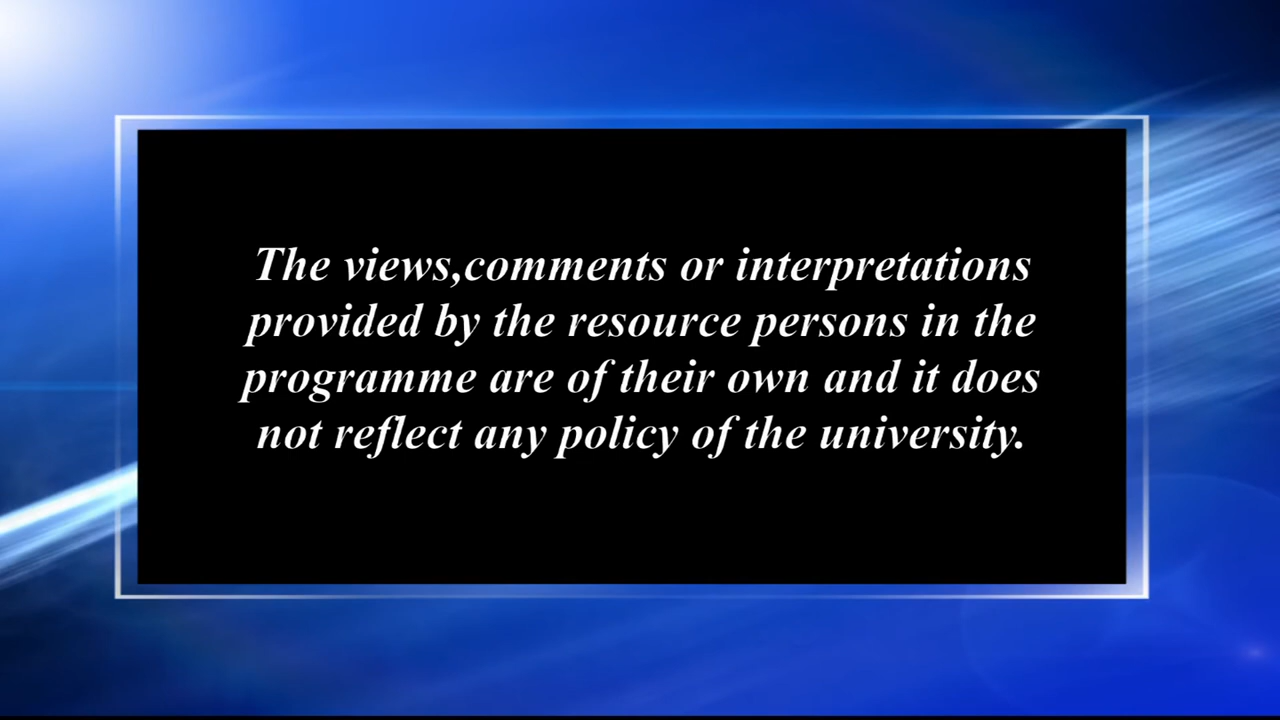 The views,comments or interpretations
provided by the resource persons in the
programme are of their own and it does
not reflect any policy of the university.